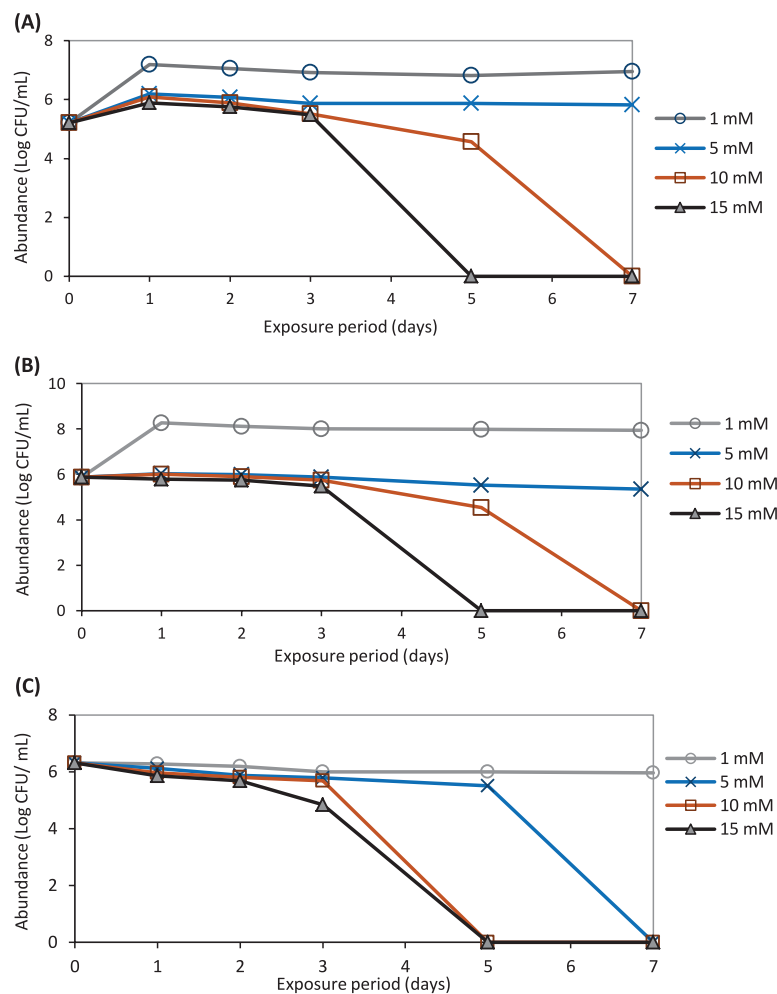 (A)
8
6
4
2
0
0 1 2 3 4 5 6 7
Abundance (Log CFU/mL)
Exposure period (days)
1 mM
5 mM
10 mM
15 mM
(B)
10
8
6
4
2
0
0 1 2 3 4 5 6 7
Abundance (Log CFU/mL)
Exposure period (days)
1 mM
5 mM
10 mM
15 mM
(C)
8
6
4
2
0
0 1 2 3 4 5 6 7
Abundance (Log CFU/ mL)
Exposure period (days)
1 mM
5 mM
10 mM
15 mM